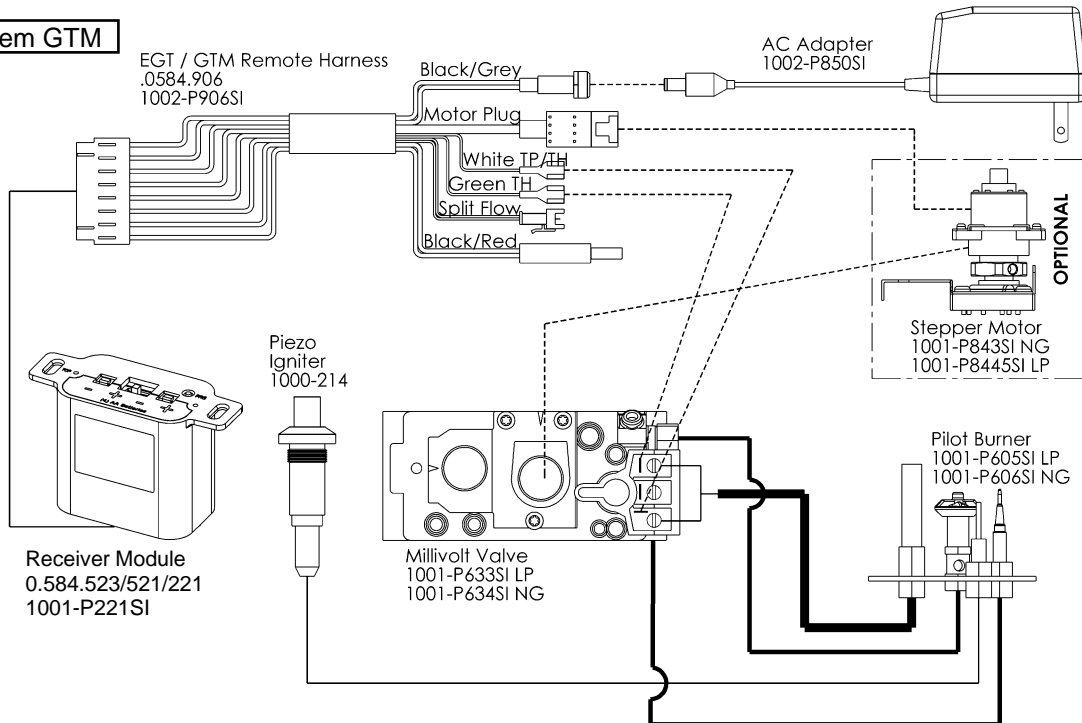 em GTM
EGT / GTM Remote Harness
.0584.906
1002-P906SI
Black/Grey
AC Adapter
1002-P850SI
Motor Plug
White TP/TH
Green TH
Split Flow
Black/Red
OPTIONAL
Stepper Motor
1001-P843SI NG
1001-P8445SI LP
Piezo
Igniter
1000-214
Pilot Burner
1001-P605SI LP
1001-P606SI NG
Receiver Module
0.584.523/521/221
1001-P221SI
Millivolt Valve
1001-P633SI LP
1001-P634SI NG